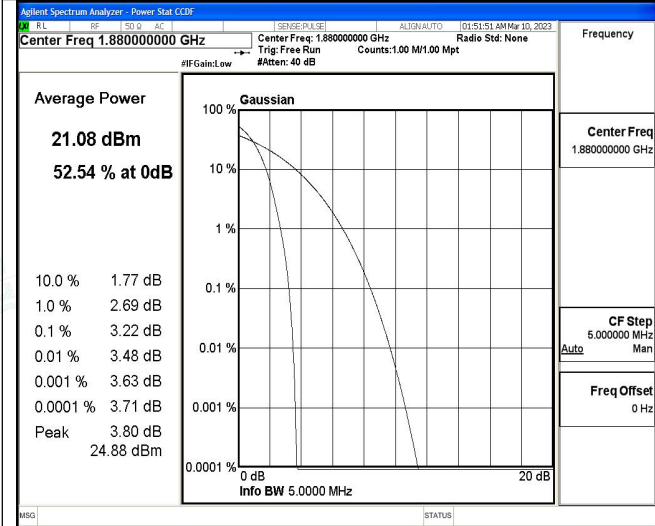 Agilent Spectrum Analyzer - Power Stat CCDF
RL RF 50 Ω AC SENSE:PULSE ALIGN AUTO 01:51:51 AM Mar 10, 2023
Center Freq 1.880000000 GHz
Center Freq: 1.880000000 GHz Radio Std: None
Trig: Free Run Counts:1.00 M/1.00 Mpt
#IFGain:Low #Atten: 40 dB
Frequency
Average Power
21.08 dBm
52.54 % at 0dB
10.0 % 1.77 dB
1.0 % 2.69 dB
0.1 % 3.22 dB
0.01 % 3.48 dB
0.001 % 3.63 dB
0.0001 % 3.71 dB
Peak 3.80 dB
24.88 dBm
Gaussian
100 %
10 %
1 %
0.1 %
0.01 %
0.001 %
0.0001 %
0 dB 20 dB
Info BW 5.0000 MHz
Center Freq
1.880000000 GHz
CF Step
5.000000 MHz
Auto Man
Freq Offset
0 Hz
MSG STATUS